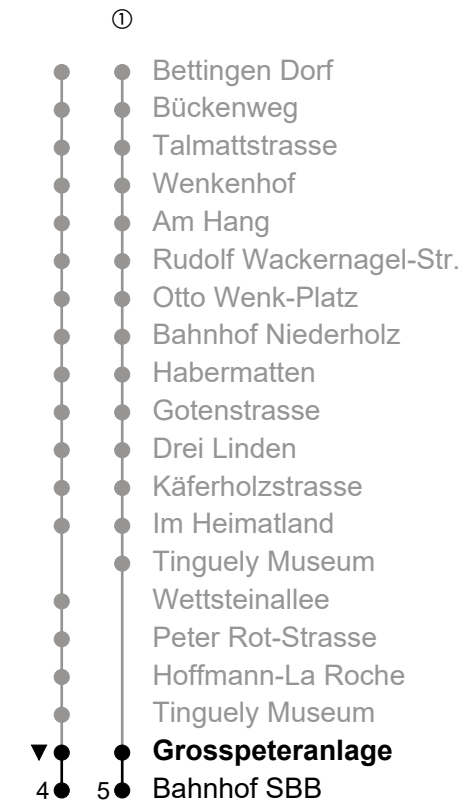 ①
Bettingen Dorf
Bückenweg
Talmattstrasse
Wenkenhof
Am Hang
Rudolf Wackernagel-Str.
Otto Wenk-Platz
Bahnhof Niederholz
Habermatten
Gotenstrasse
Drei Linden
Käferholzstrasse
Im Heimatland
Tinguely Museum
Wettsteinallee
Peter Rot-Strasse
Hoffmann-La Roche
Tinguely Museum
▼ Grosspeteranlage
4 5 Bahnhof SBB